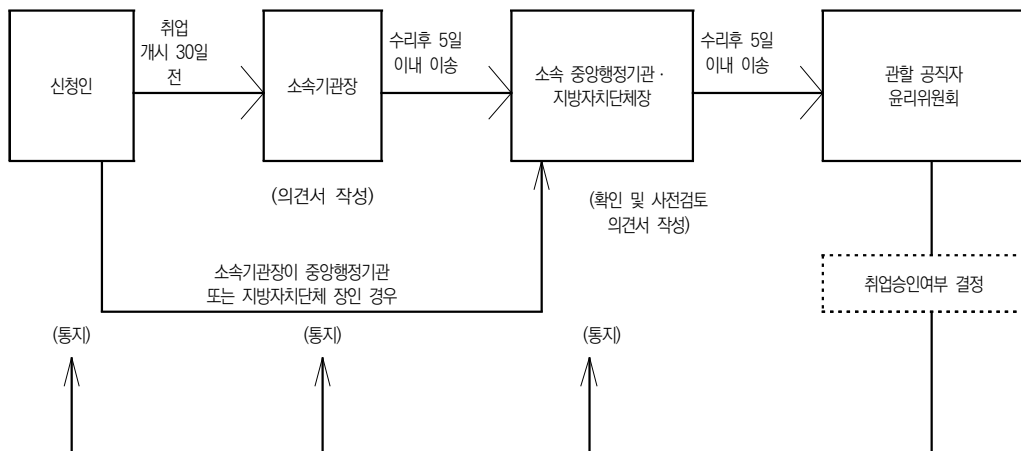 신청인
취업
개시 30일
전
소속기관장
수리후 5일
이내 이송
소속 중앙행정기관 ·
지방자치단체장
수리후 5일
이내 이송
관할 공직자
윤리위원회
(의견서 작성)
(확인 및 사전검토
의견서 작성)
소속기관장이 중앙행정기관
또는 지방자치단체 장인 경우
취업승인여부 결정
(통지)
(통지)
(통지)